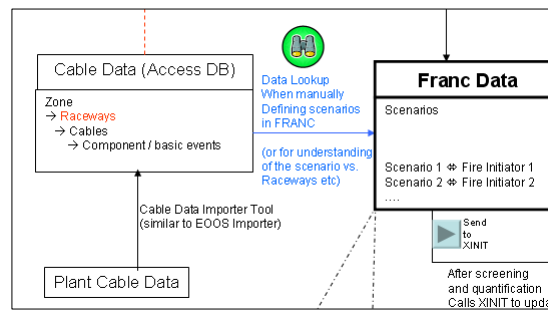 Cable Data (Access DB)
Zone
→ Raceways
→ Cables
→ Component / basic events
Data Lookup
When manually
Defining scenarios
in FRANC
(or for understanding
of the scenario vs.
Raceways etc)
Franc Data
Scenarios
Scenario 1 ⇔ Fire Initiator 1
Scenario 2 ⇔ Fire Initiator 2
....
Send
to
XINIT
Cable Data Importer Tool
(similar to EOOS Importer)
Plant Cable Data
After screening
and quantification
Calls XINIT to upda